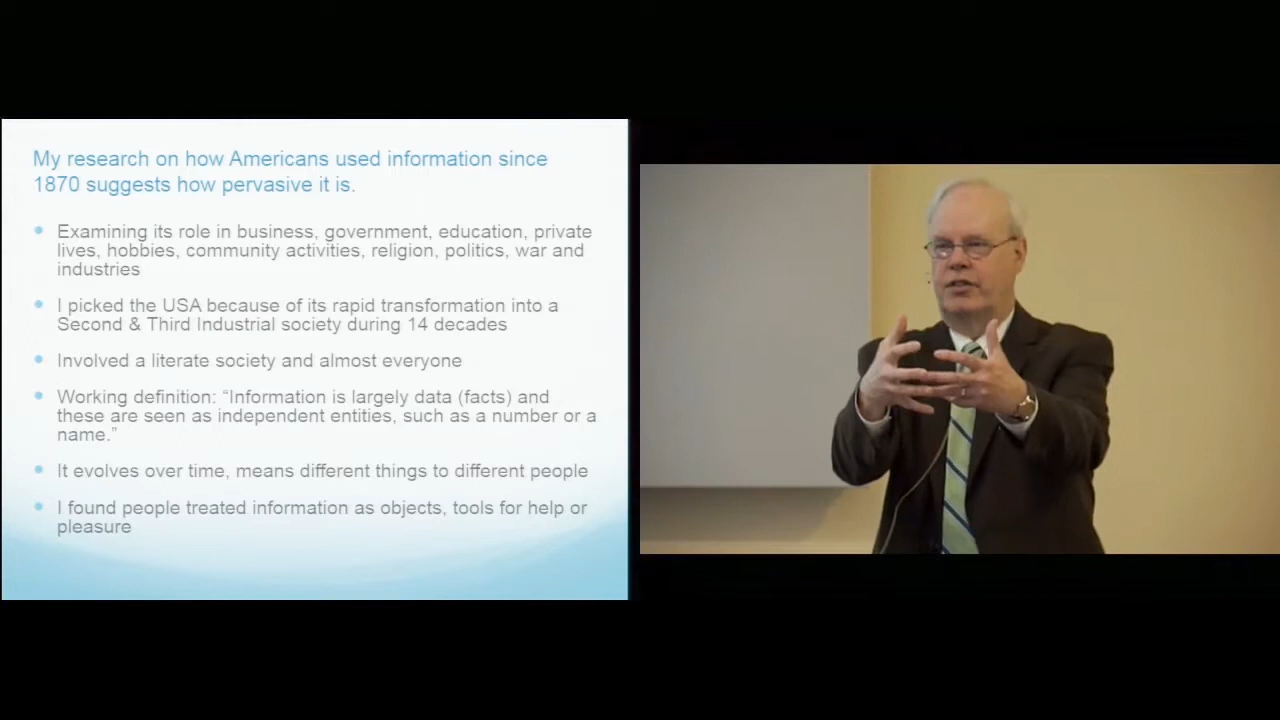 My research on how Americans used information since
1870 suggests how pervasive it is.
Examining its role in business, government, education, private
lives, hobbies, community activities, religion, politics, war and
industries
I picked the USA because of its rapid transformation into a
Second & Third Industrial society during 14 decades
Involved a literate society and almost everyone
Working definition: “Information is largely data (facts) and
these are seen as independent entities, such as a number or a
name.”
It evolves over time, means different things to different people
I found people treated information as objects, tools for help or
pleasure